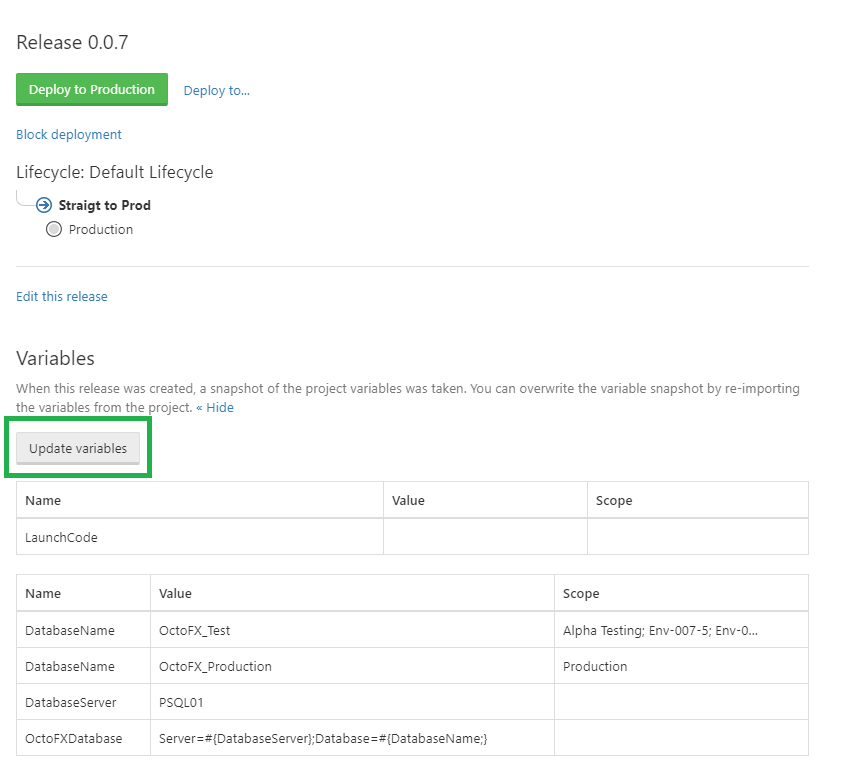 Release 0.0.7
Deploy to Production Deploy to...
Block deployment
Lifecycle: Default Lifecycle
Straigt to Prod
Production
Edit this release
Variables
When this release was created, a snapshot of the project variables was taken. You can overwrite the variable snapshot by re-importing
the variables from the project. « Hide
Update variables
Name Value Scope
LaunchCode
Name Value Scope
DatabaseName OctoFX_Test Alpha Testing; Env-007-5; Env-0...
DatabaseName OctoFX_Production Production
DatabaseServer PSQL01
OctoFXDatabase Server=#{DatabaseServer};Database=#{DatabaseName;}